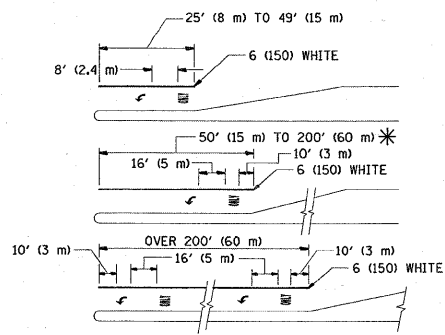 25' (8 m) TO 49' (15 m)
6 (150) WHITE
8' (2.4 m)
50' (15 m) TO 200' (60 m) *
16' (5 m)
10' (3 m)
6 (150) WHITE
OVER 200' (60 m)
10' (3 m)
16' (5 m)
10' (3 m)
6 (150) WHITE